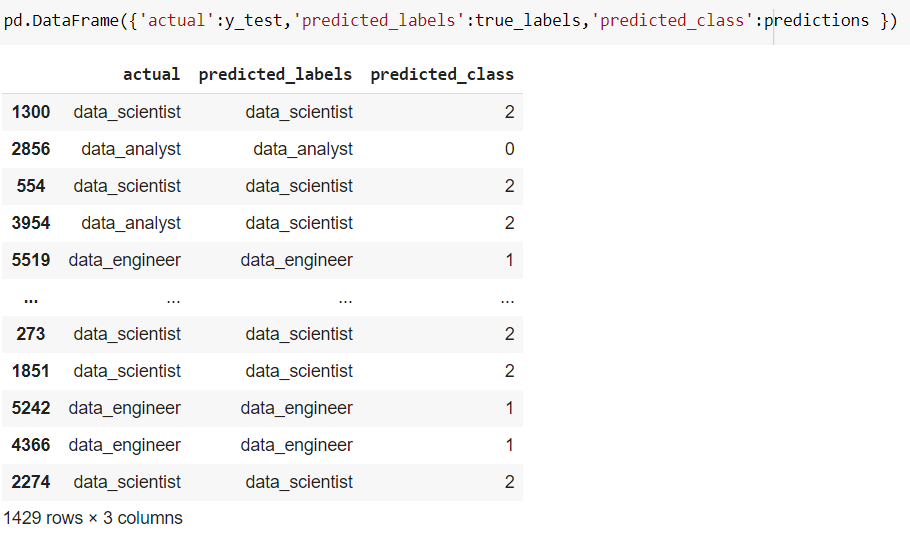 pd.DataFrame({'actual':y_test,'predicted_labels':true_labels,'predicted_class':predictions })
actual predicted_labels predicted_class
1300 data_scientist data_scientist 2
2856 data_analyst data_analyst 0
554 data_scientist data_scientist 2
3954 data_analyst data_scientist 2
5519 data_engineer data_engineer 1
... ... ... ...
273 data_scientist data_scientist 2
1851 data_scientist data_scientist 2
5242 data_engineer data_engineer 1
4366 data_engineer data_engineer 1
2274 data_scientist data_scientist 2
1429 rows × 3 columns